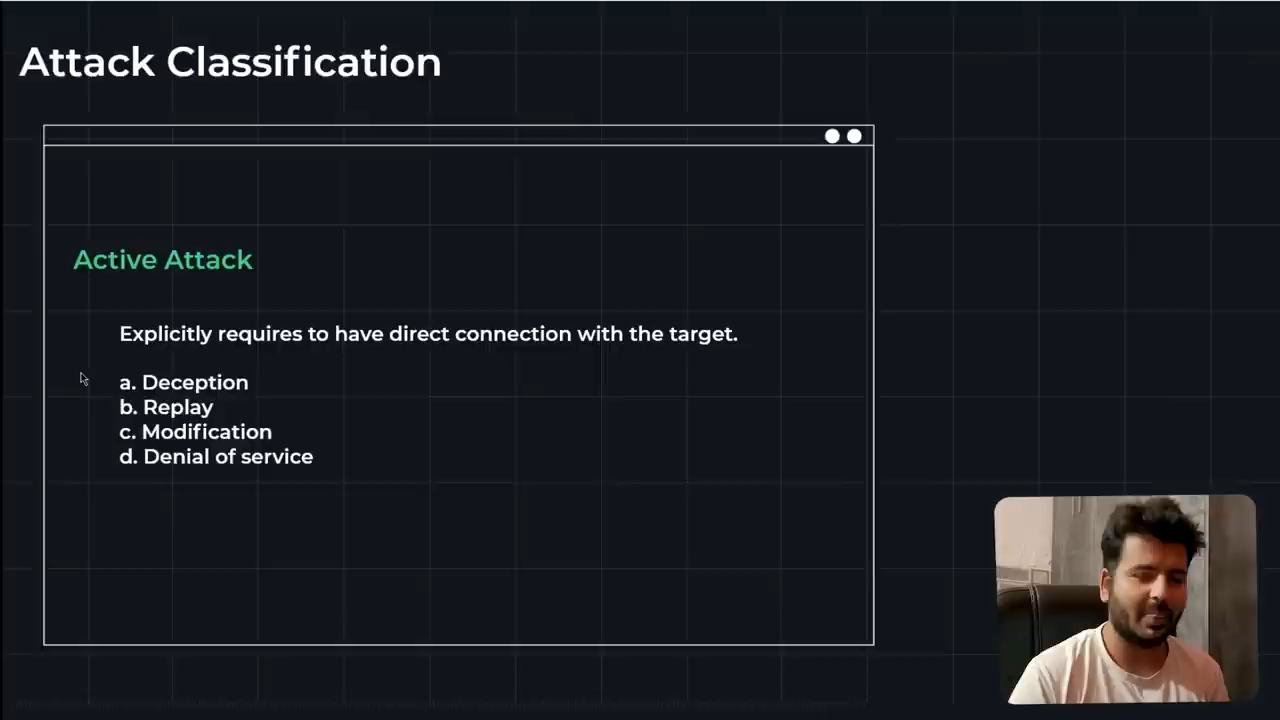 Attack Classification
Active Attack
Explicitly requires to have direct connection with the target.
a. Deception
b. Replay
c. Modification
d. Denial of service